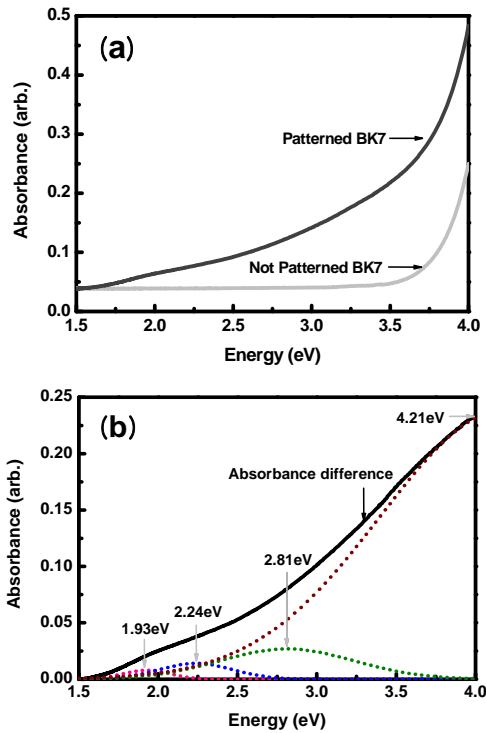 (a)
0.5
0.4
0.3
0.2
0.1
0.0
Absorbance (arb.)
Patterned BK7
Not Patterned BK7
1.5 2.0 2.5 3.0 3.5 4.0
Energy (eV)
(b)
0.25
0.20
0.15
0.10
0.05
0.00
Absorbance (arb.)
4.21eV
Absorbance difference
2.81eV
2.24eV
1.93eV
1.5 2.0 2.5 3.0 3.5 4.0
Energy (eV)